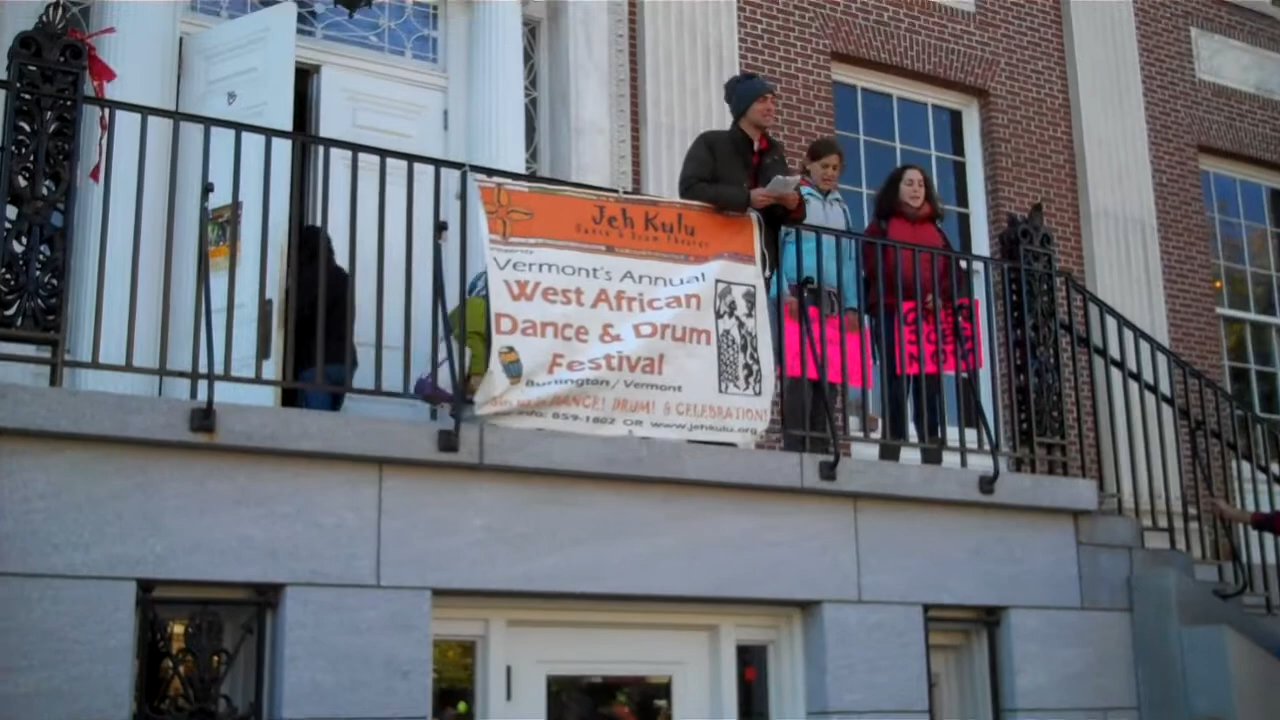 Jeh Kulu
Dance & Drum Theater
Vermont's Annual
West African
Dance & Drum
Festival
Burlington / Vermont
DANCE! DRUM! & CELEBRATION!
Info: 859-1802 OR www.jehkulu.org